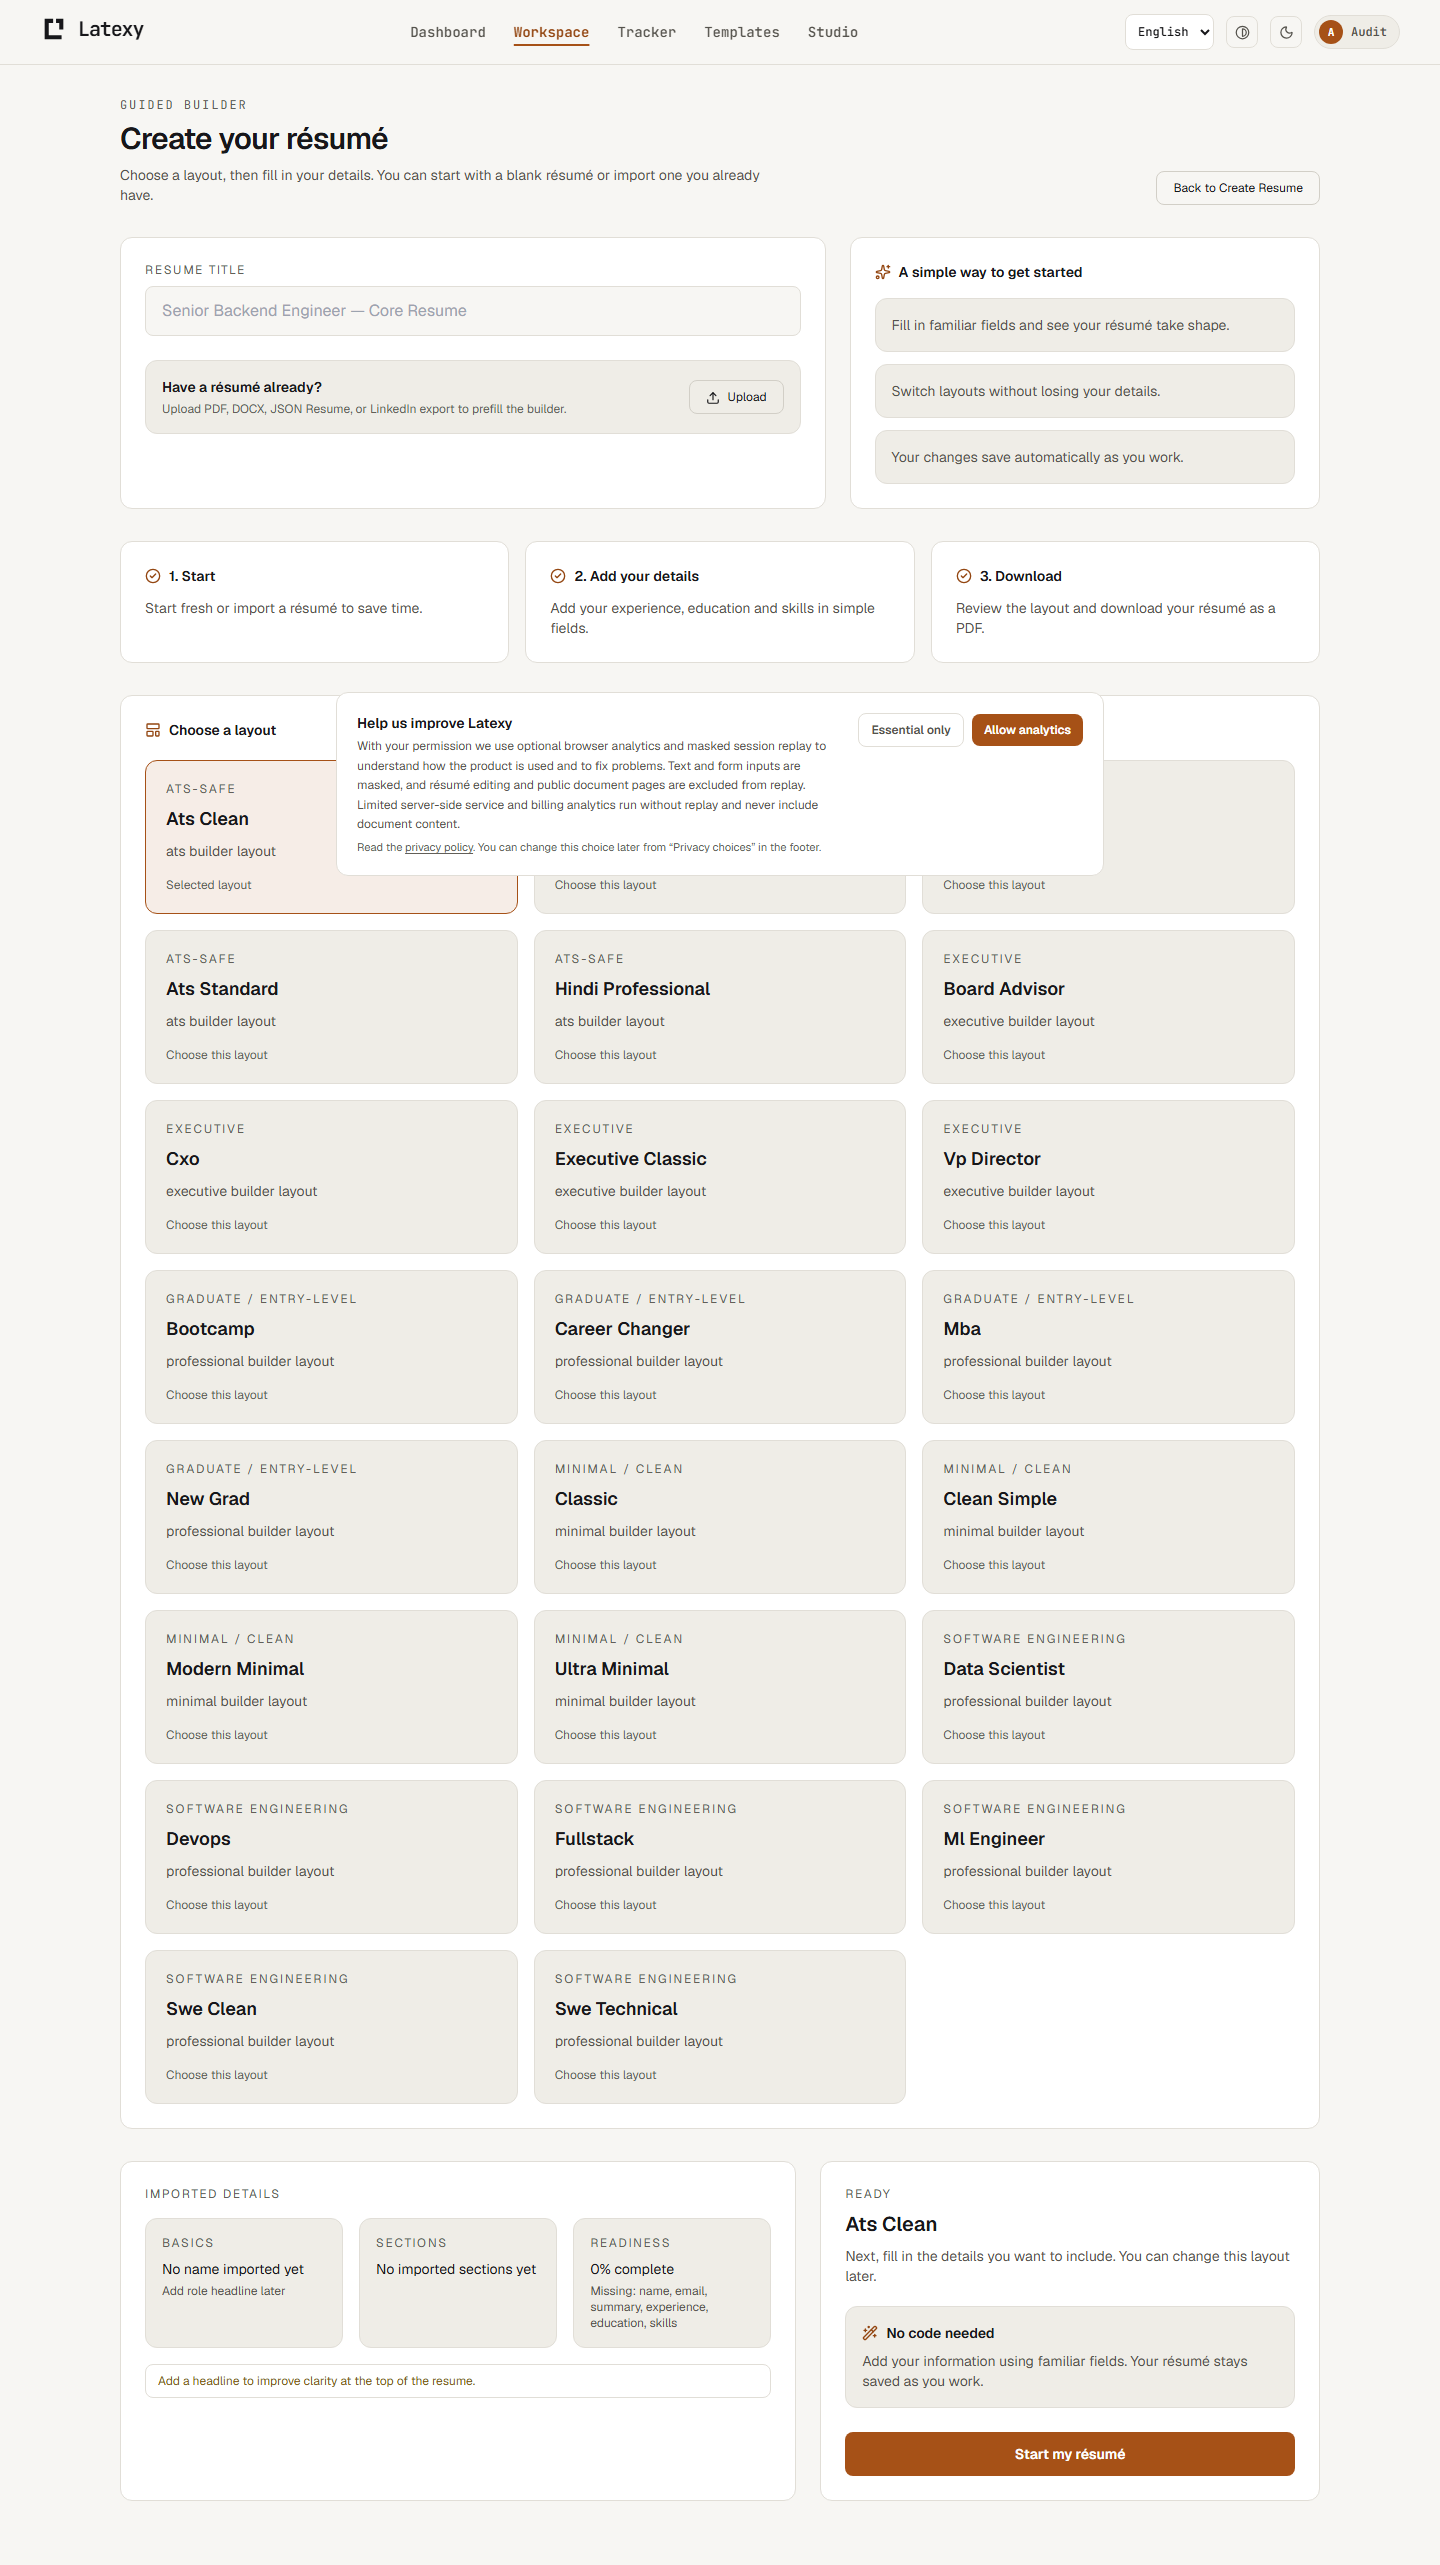 Latexy
Dashboard
Workspace
Tracker
Templates
Studio
English
A
Audit
GUIDED BUILDER
Create your résumé
Choose a layout, then fill in your details. You can start with a blank résumé or import one you already
have.
Back to Create Resume
RESUME TITLE
Senior Backend Engineer — Core Resume
Have a résumé already?
Upload PDF, DOCX, JSON Resume, or LinkedIn export to prefill the builder.
Upload
A simple way to get started
Fill in familiar fields and see your résumé take shape.
Switch layouts without losing your details.
Your changes save automatically as you work.
1. Start
Start fresh or import a résumé to save time.
2. Add your details
Add your experience, education and skills in simple
fields.
3. Download
Review the layout and download your résumé as a
PDF.
Choose a layout
Help us improve Latexy
With your permission we use optional browser analytics and masked session replay to
understand how the product is used and to fix problems. Text and form inputs are
masked, and résumé editing and public document pages are excluded from replay.
Limited server-side service and billing analytics run without replay and never include
document content.
Read the privacy policy. You can change this choice later from “Privacy choices” in the footer.
Essential only
Allow analytics
ATS-SAFE
Ats Clean
ats builder layout
Selected layout
Choose this layout
Choose this layout
ATS-SAFE
Ats Standard
ats builder layout
Choose this layout
ATS-SAFE
Hindi Professional
ats builder layout
Choose this layout
EXECUTIVE
Board Advisor
executive builder layout
Choose this layout
EXECUTIVE
Cxo
executive builder layout
Choose this layout
EXECUTIVE
Executive Classic
executive builder layout
Choose this layout
EXECUTIVE
Vp Director
executive builder layout
Choose this layout
GRADUATE / ENTRY-LEVEL
Bootcamp
professional builder layout
Choose this layout
GRADUATE / ENTRY-LEVEL
Career Changer
professional builder layout
Choose this layout
GRADUATE / ENTRY-LEVEL
Mba
professional builder layout
Choose this layout
GRADUATE / ENTRY-LEVEL
New Grad
professional builder layout
Choose this layout
MINIMAL / CLEAN
Classic
minimal builder layout
Choose this layout
MINIMAL / CLEAN
Clean Simple
minimal builder layout
Choose this layout
MINIMAL / CLEAN
Modern Minimal
minimal builder layout
Choose this layout
MINIMAL / CLEAN
Ultra Minimal
minimal builder layout
Choose this layout
SOFTWARE ENGINEERING
Data Scientist
professional builder layout
Choose this layout
SOFTWARE ENGINEERING
Devops
professional builder layout
Choose this layout
SOFTWARE ENGINEERING
Fullstack
professional builder layout
Choose this layout
SOFTWARE ENGINEERING
Ml Engineer
professional builder layout
Choose this layout
SOFTWARE ENGINEERING
Swe Clean
professional builder layout
Choose this layout
SOFTWARE ENGINEERING
Swe Technical
professional builder layout
Choose this layout
IMPORTED DETAILS
BASICS
No name imported yet
Add role headline later
SECTIONS
No imported sections yet
READINESS
0% complete
Missing: name, email,
summary, experience,
education, skills
Add a headline to improve clarity at the top of the resume.
READY
Ats Clean
Next, fill in the details you want to include. You can change this layout
later.
No code needed
Add your information using familiar fields. Your résumé stays
saved as you work.
Start my résumé